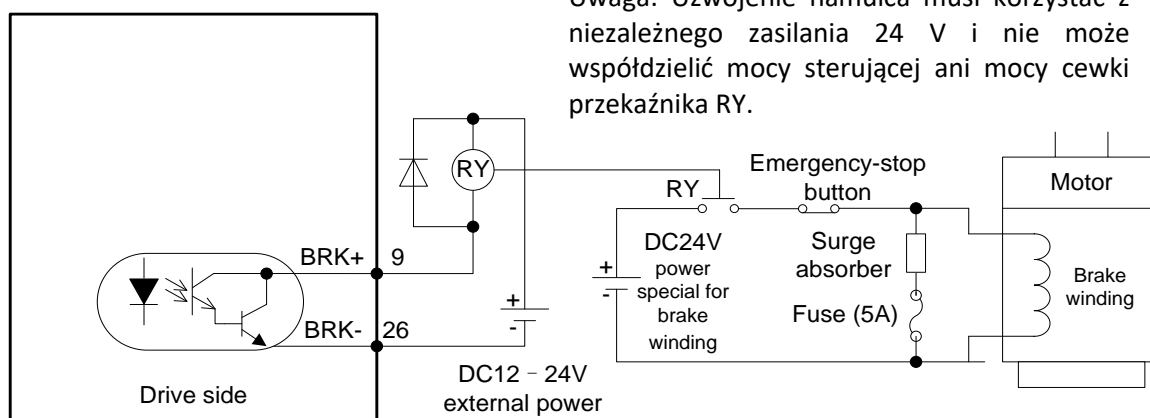 Uwaga: Uzwojenie hamulca musi korzystać z
niezależnego zasilania 24 V i nie może
współdzielić mocy sterującej ani mocy cewki
przekaźnika RY.
RY
RY
Emergency-stop
button
Motor
BRK+ 9
DC24V
power
special for
brake
winding
+
-
Surge
absorber
Fuse (5A)
Brake
winding
BRK- 26
+
-
Drive side
DC12 - 24V
external power